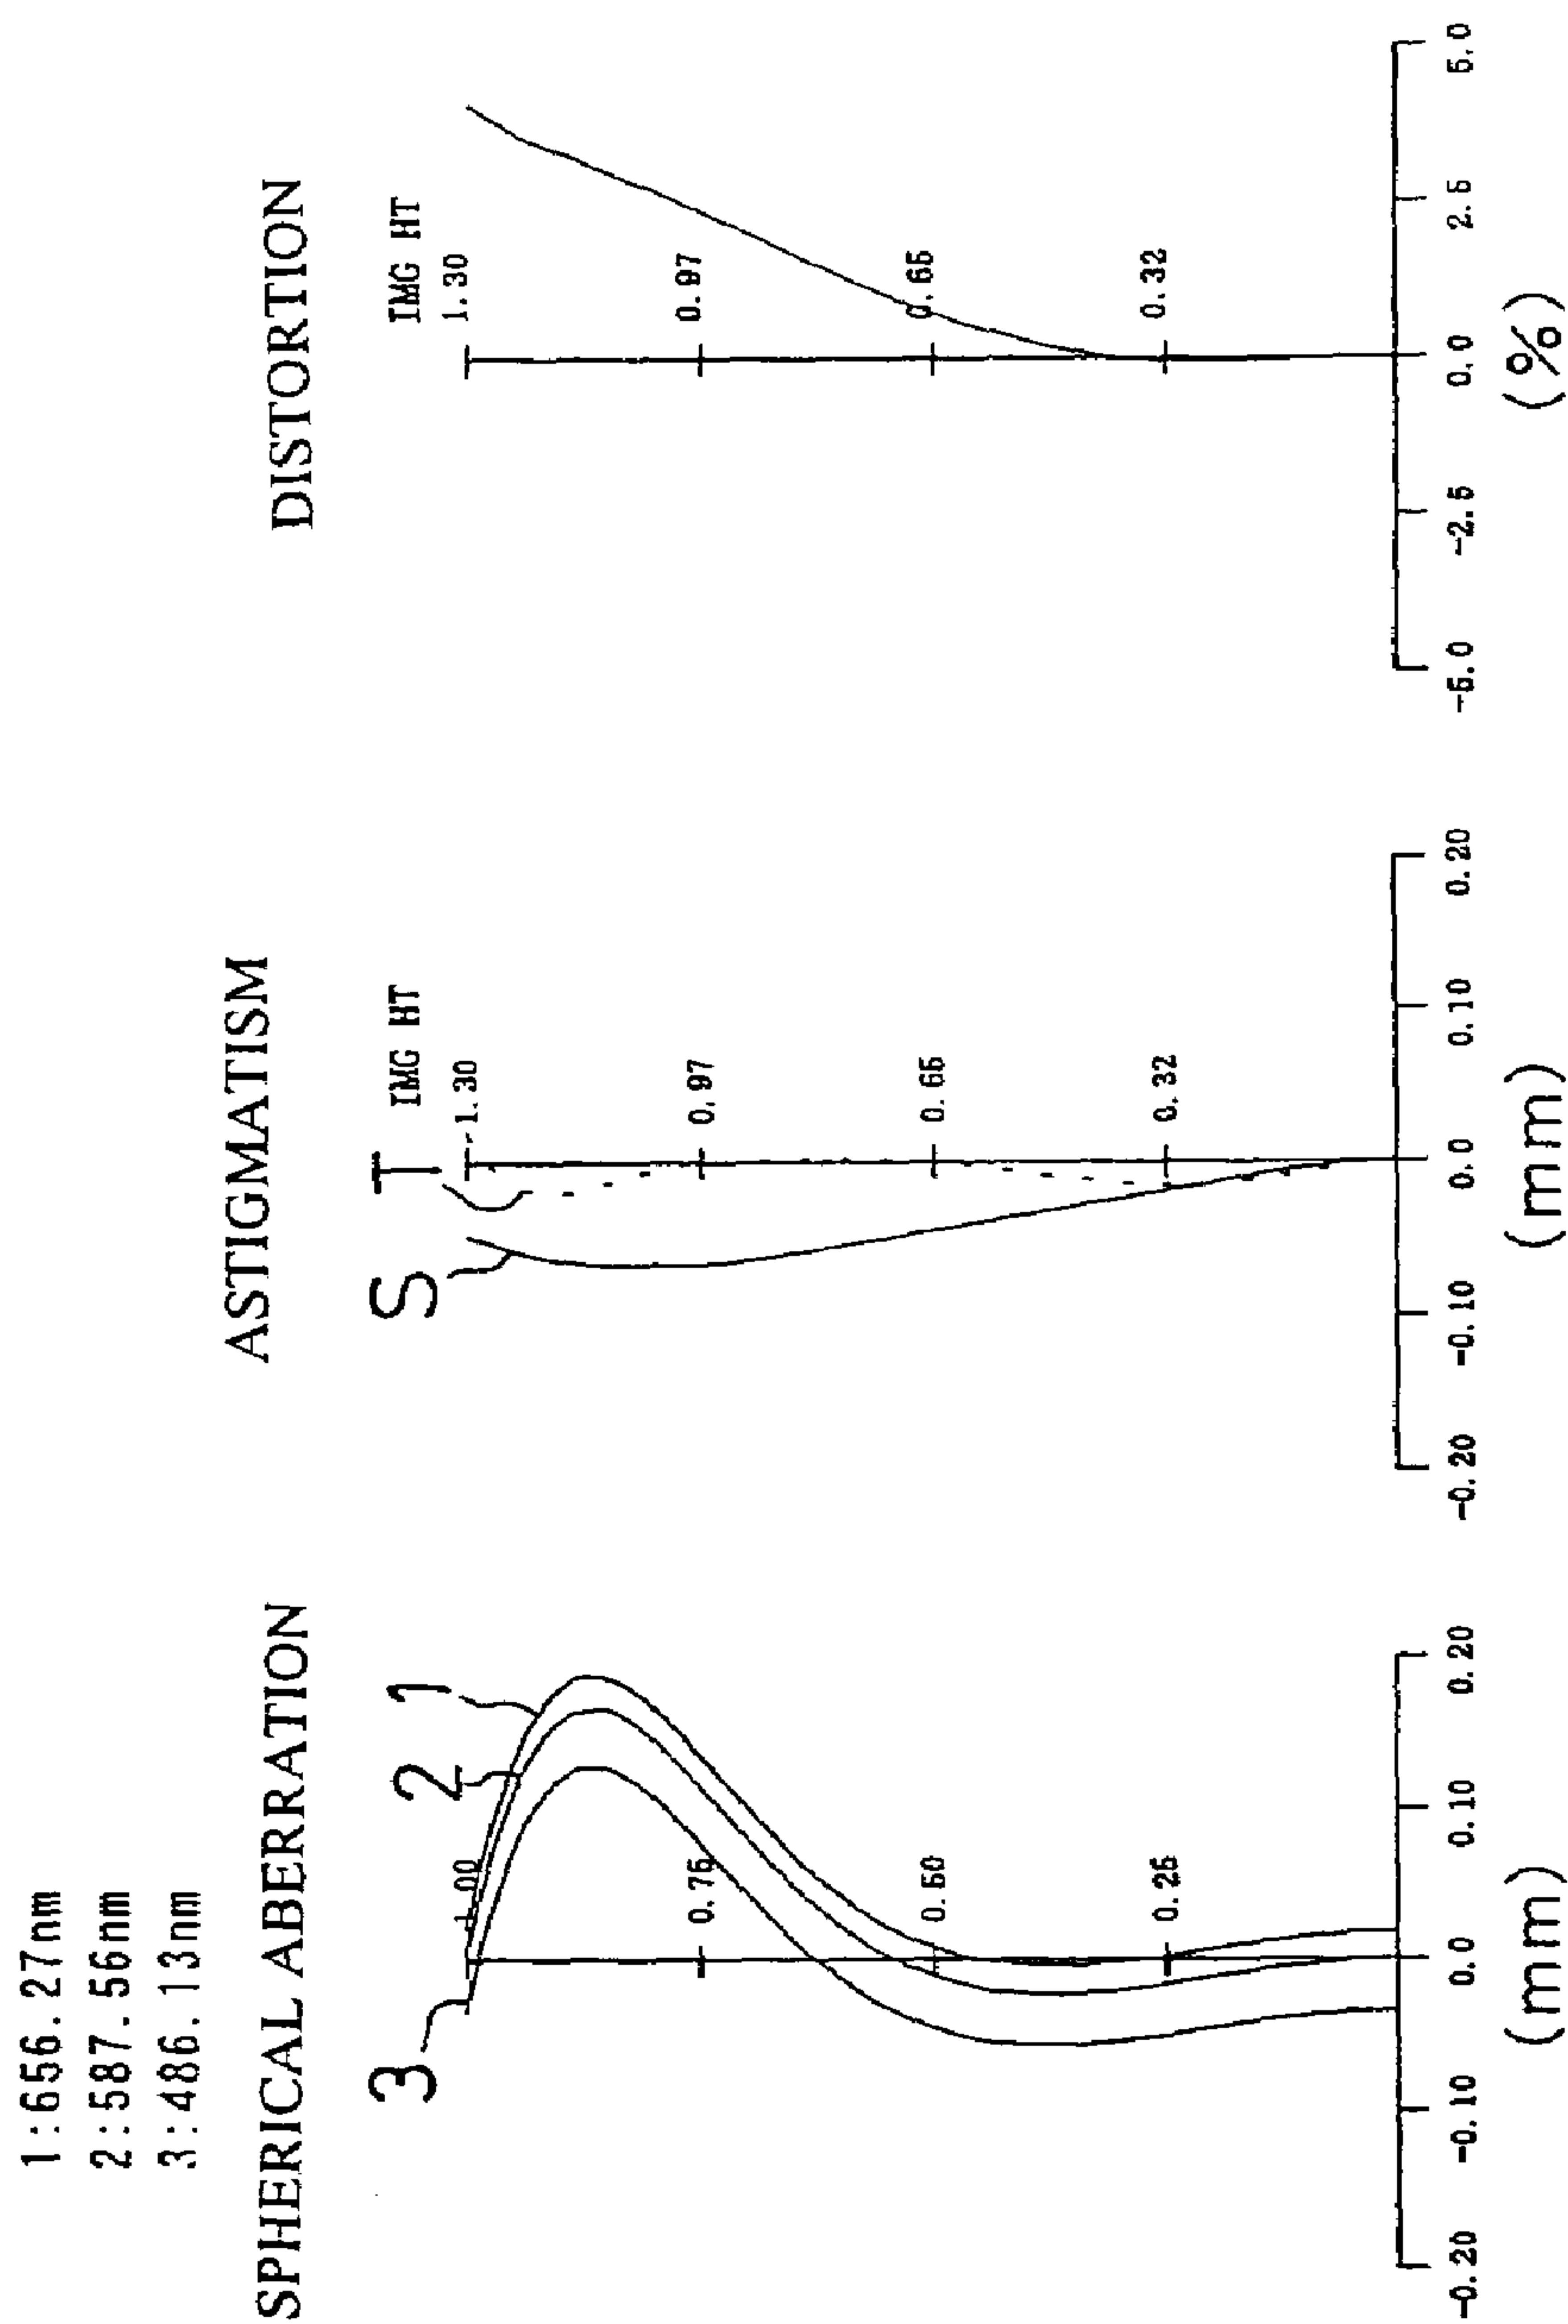 1:656.27nm
2:587.56nm
3:486.13nm
SPHERICAL ABERRATION
3
2
1
1.00
0.75
0.50
0.25
-0.20 -0.10 0.0 0.10 0.20
(mm)
ASTIGMATISM
S
T
IMG HT
1.30
0.97
0.65
0.32
-0.20 -0.10 0.0 0.10 0.20
(mm)
DISTORTION
IMG HT
1.30
0.97
0.65
0.32
-5.0 -2.5 0.0 2.5 5.0
(%)